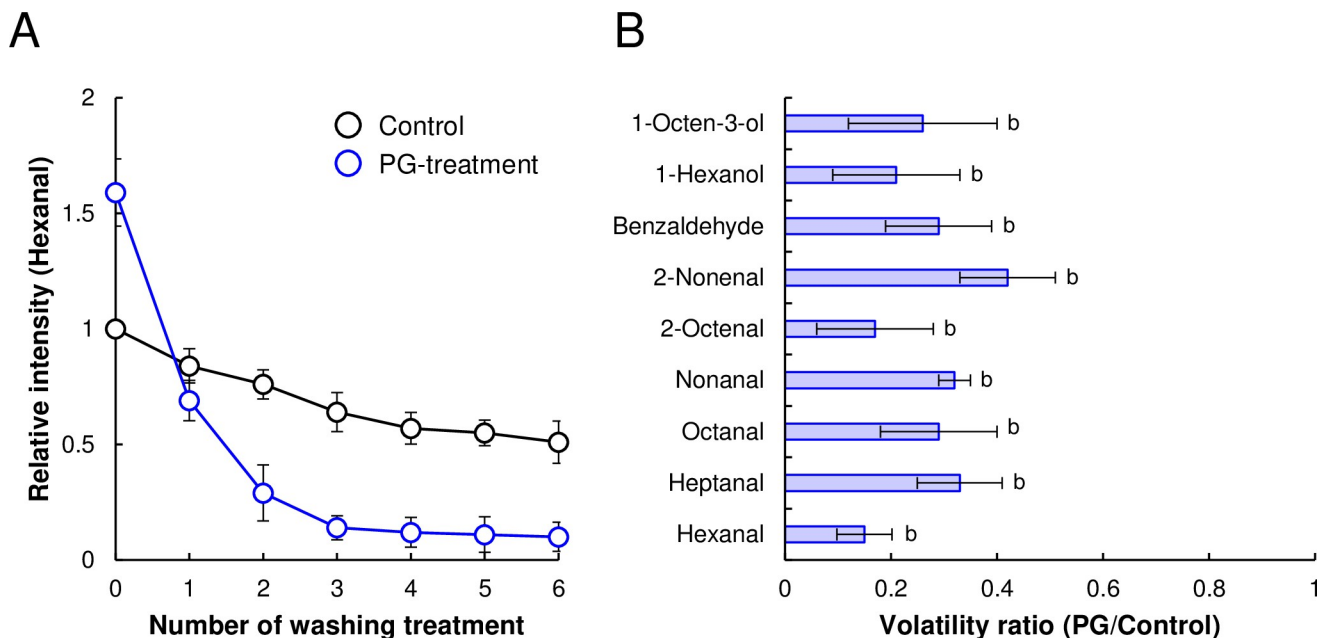 A
2
1.5
1
0.5
0
Relative intensity (Hexanal)
Control
PG-treatment
0 1 2 3 4 5 6
Number of washing treatment
B
1-Octen-3-ol b
1-Hexanol b
Benzaldehyde b
2-Nonenal b
2-Octenal b
Nonanal b
Octanal b
Heptanal b
Hexanal b
0 0.2 0.4 0.6 0.8 1
Volatility ratio (PG/Control)